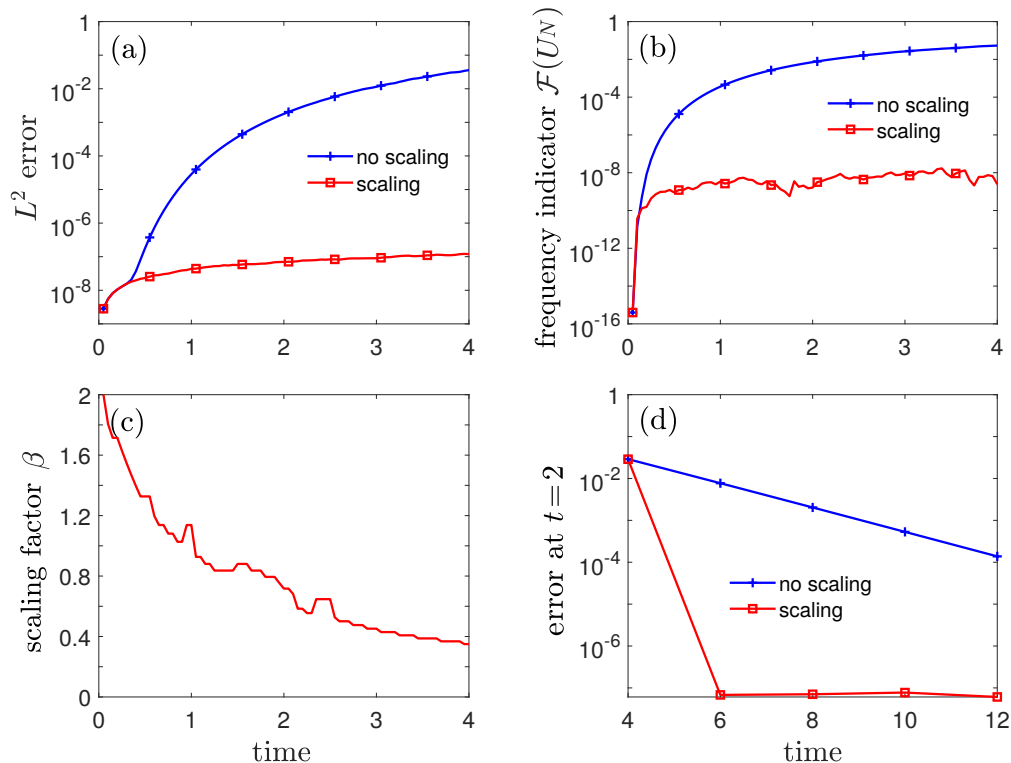 (a)
L² error
1
10⁻²
10⁻⁴
10⁻⁶
10⁻⁸
0 1 2 3 4
no scaling
scaling
(b)
frequency indicator 𝓕(U_N)
1
10⁻⁴
10⁻⁸
10⁻¹²
10⁻¹⁶
0 1 2 3 4
no scaling
scaling
(c)
scaling factor β
2
1.6
1.2
0.8
0.4
0
0 1 2 3 4
time
(d)
error at t=2
1
10⁻²
10⁻⁴
10⁻⁶
4 6 8 10 12
no scaling
scaling
time